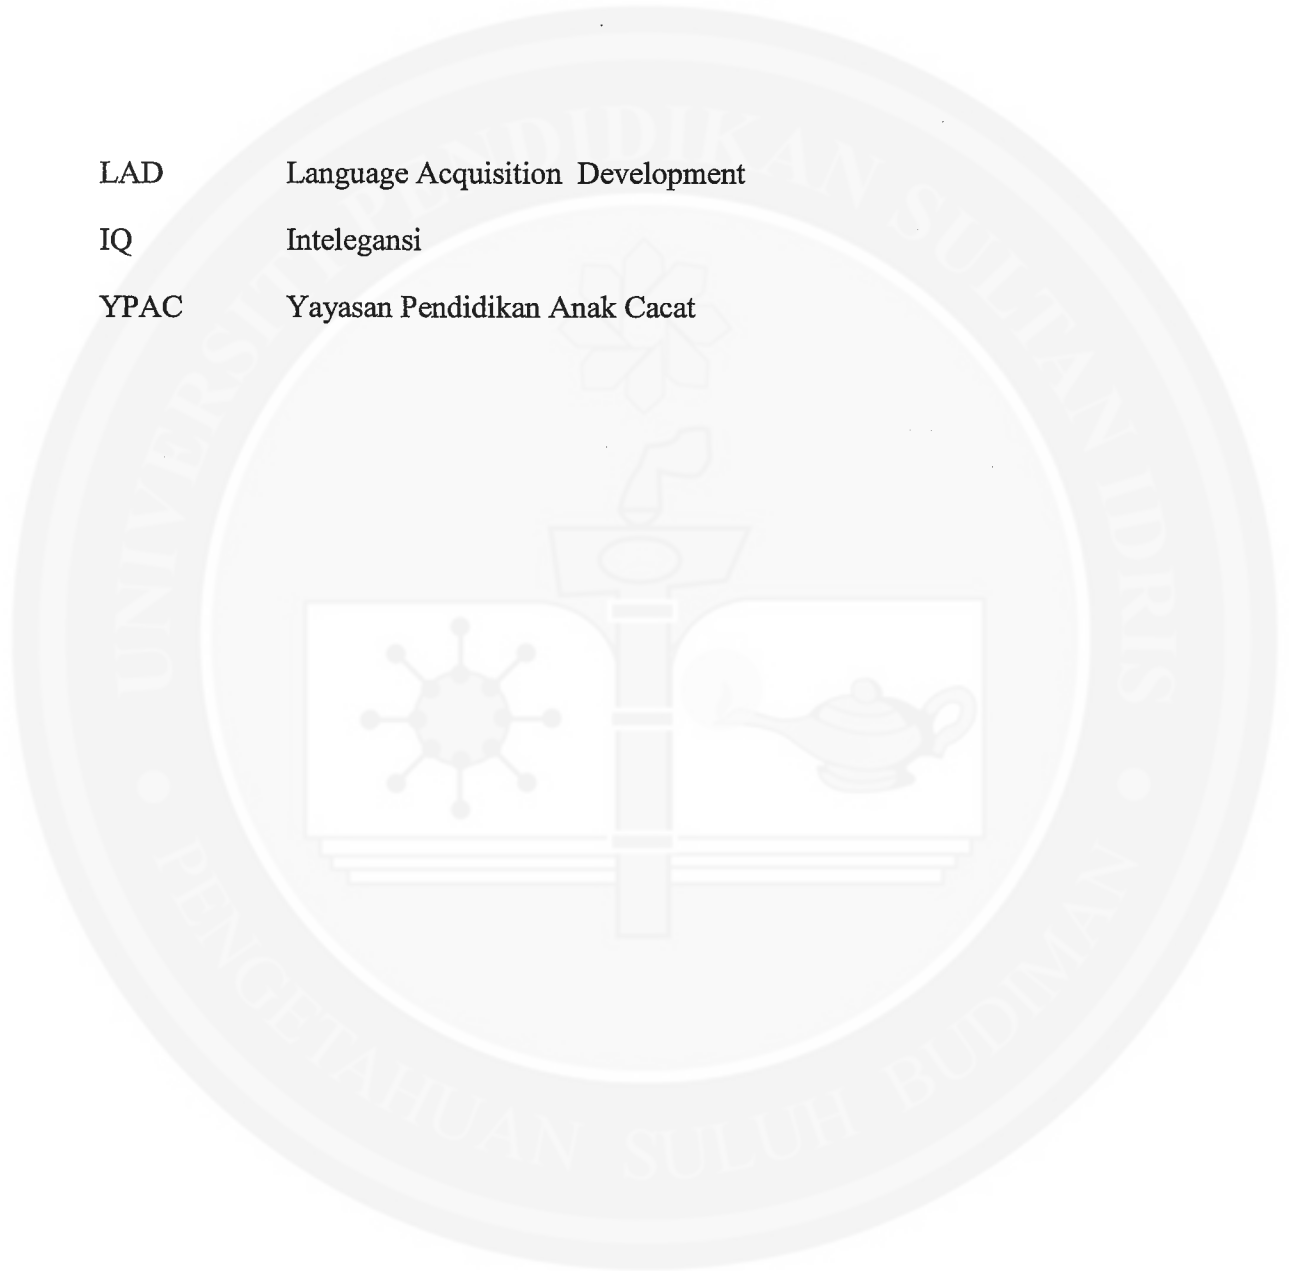 LAD Language Acquisition Development
IQ Intelegansi
YPAC Yayasan Pendidikan Anak Cacat
UNIVERSITI PENDIDIKAN SULTAN IDRIS
PENGETAHUAN SULUH BUDIMAN